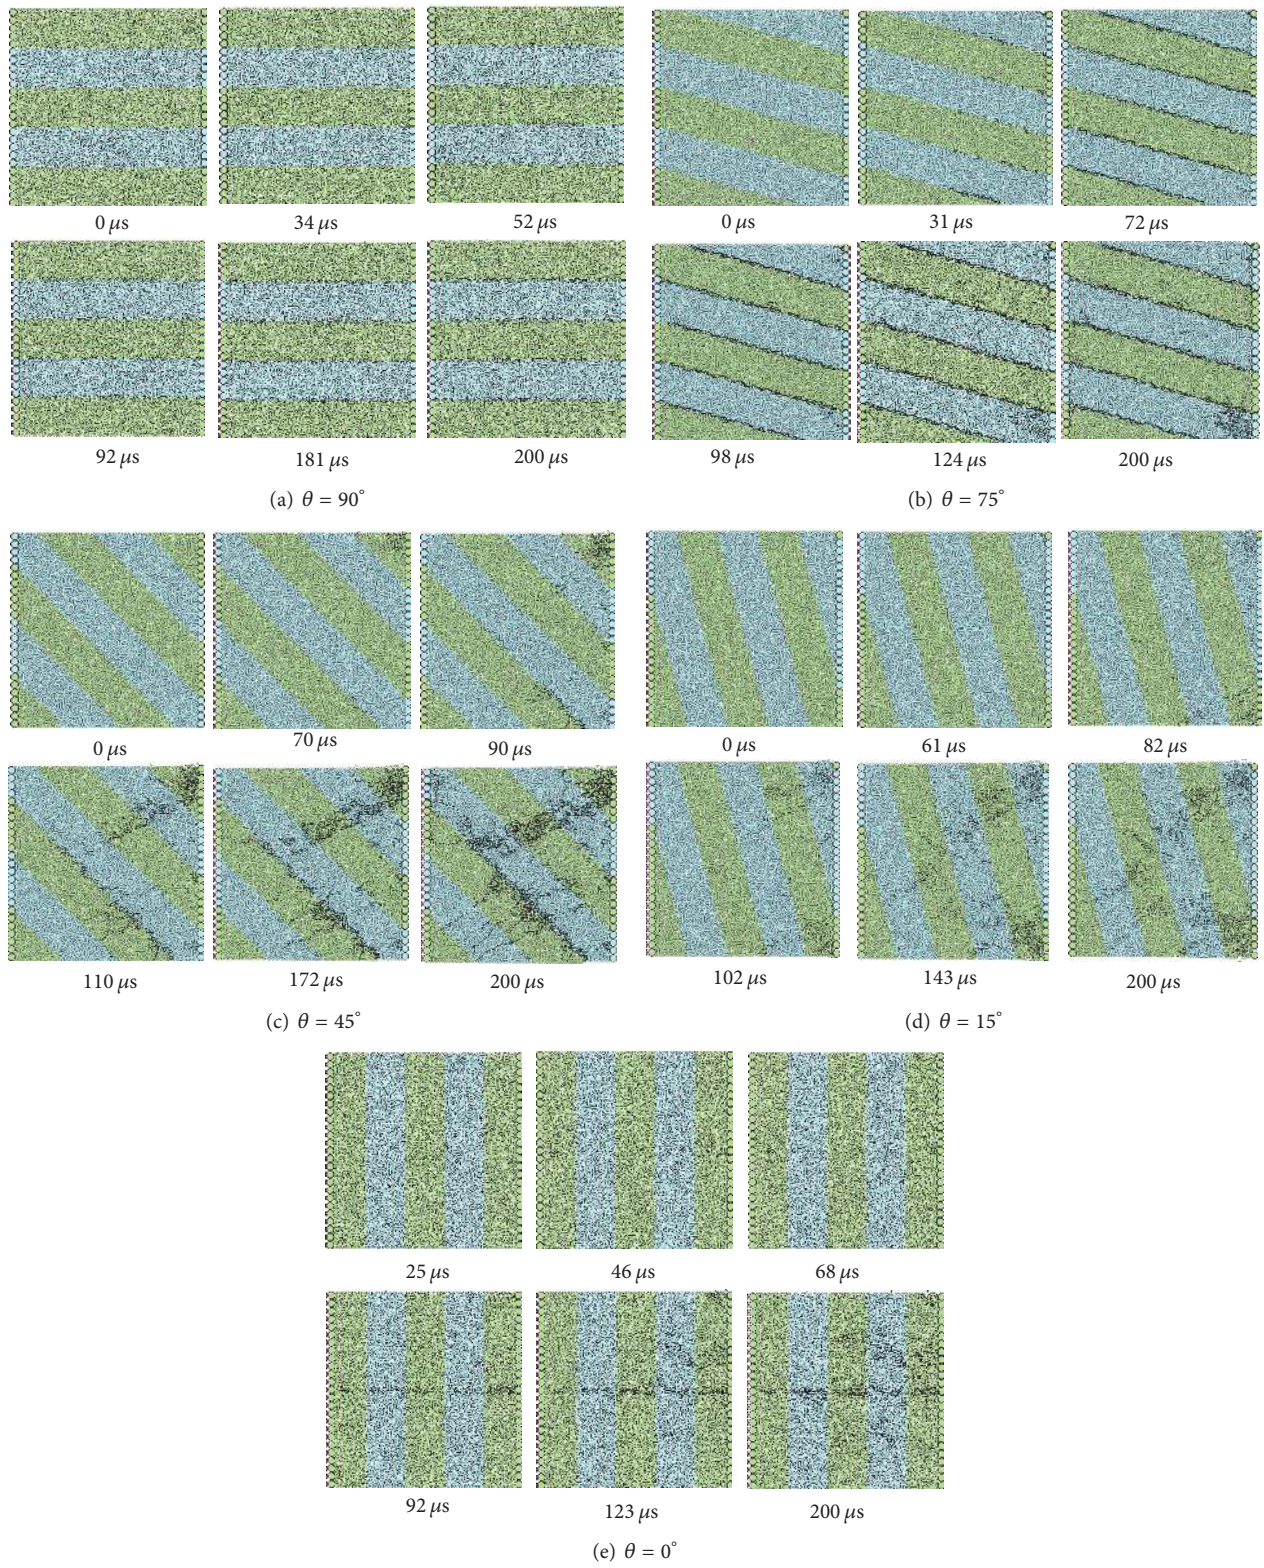 0 μs 34 μs 52 μs
92 μs 181 μs 200 μs
(a) θ = 90°
0 μs 31 μs 72 μs
98 μs 124 μs 200 μs
(b) θ = 75°
0 μs 70 μs 90 μs
110 μs 172 μs 200 μs
(c) θ = 45°
0 μs 61 μs 82 μs
102 μs 143 μs 200 μs
(d) θ = 15°
25 μs 46 μs 68 μs
92 μs 123 μs 200 μs
(e) θ = 0°